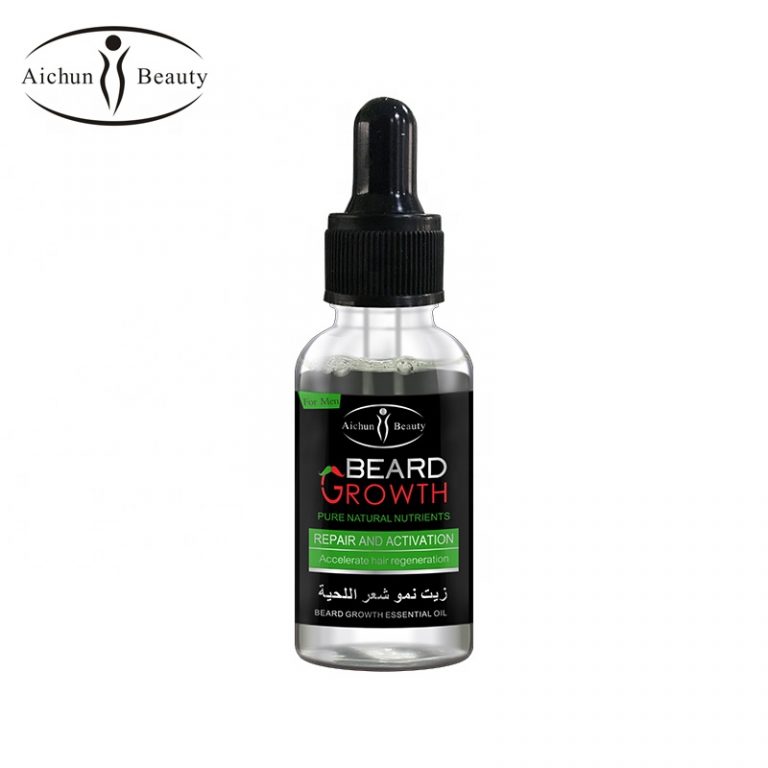 Aichun Beauty
For Men
Aichun Beauty
BEARD
GROWTH
PURE NATURAL NUTRIENTS
REPAIR AND ACTIVATION
Accelerate hair regeneration
زيت نمو شعر اللحية
BEARD GROWTH ESSENTIAL OIL